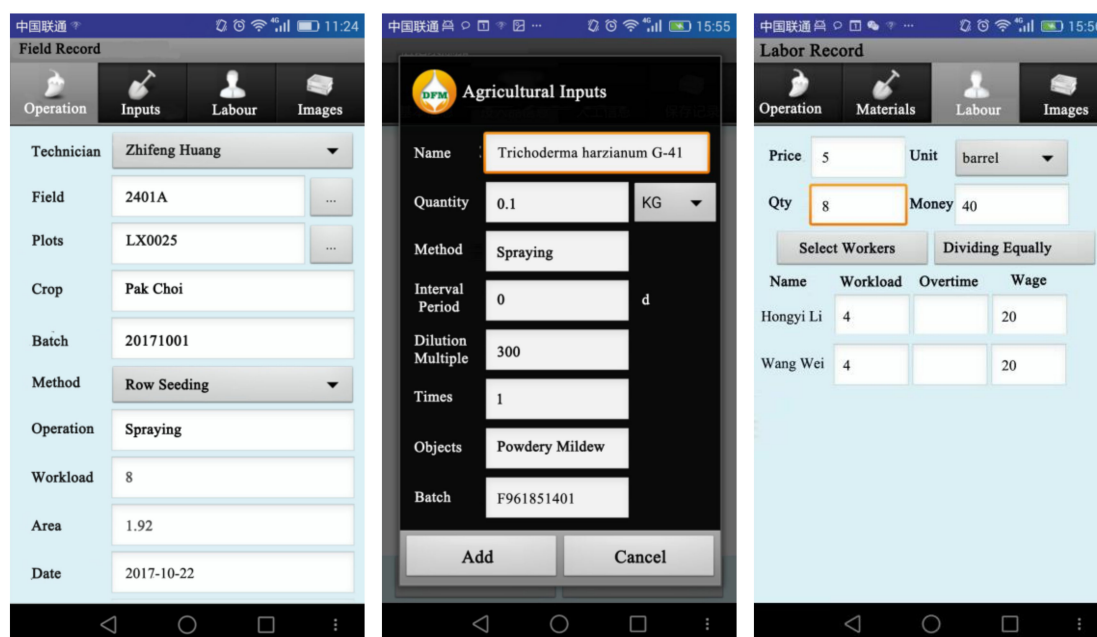 中国联通
4G
11:24
Field Record
Operation
Inputs
Labour
Images
Technician
Zhifeng Huang
Field
2401A
...
Plots
LX0025
...
Crop
Pak Choi
Batch
20171001
Method
Row Seeding
Operation
Spraying
Workload
8
Area
1.92
Date
2017-10-22
中国联通
...
4G
15:55
DFM
Agricultural Inputs
Name :
Trichoderma harzianum G-41
Quantity
0.1
KG
Method
Spraying
Interval
Period
0
d
Dilution
Multiple
300
Times
1
Objects
Powdery Mildew
Batch
F961851401
Add
Cancel
中国联通
...
4G
15:56
Labor Record
Operation
Materials
Labour
Images
Price
5
Unit
barrel
Qty
8
Money
40
Select Workers
Dividing Equally
Name Workload Overtime Wage
Hongyi Li 4 20
Wang Wei 4 20